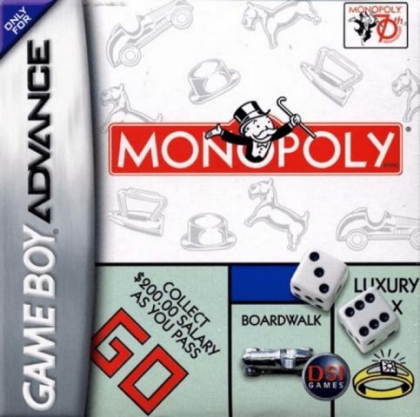 ONLY
FOR
GAME BOY ADVANCE
MONOPOLY
70th
MONOPOLY
COLLECT
$200.00 SALARY
AS YOU PASS
GO
BOARDWALK
LUXURY
X
DSI
GAMES